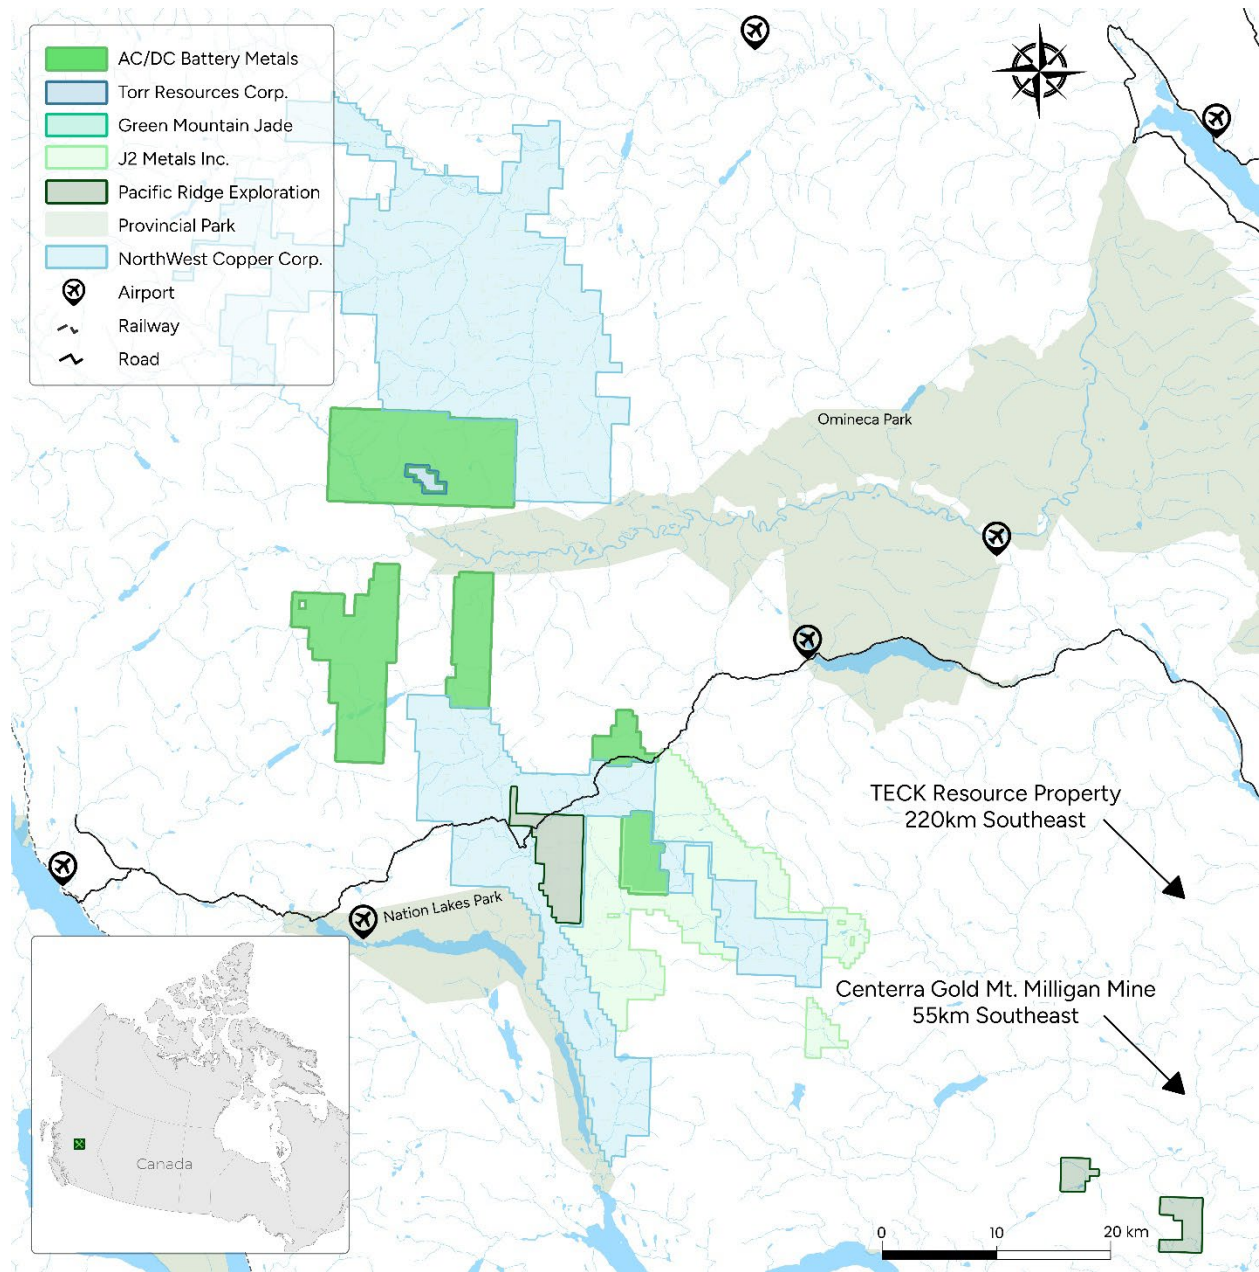 AC/DC Battery Metals
Torr Resources Corp.
Green Mountain Jade
J2 Metals Inc.
Pacific Ridge Exploration
Provincial Park
NorthWest Copper Corp.
Airport
Railway
Road
Omineca Park
TECK Resource Property
220km Southeast
Nation Lakes Park
Centerra Gold Mt. Milligan Mine
55km Southeast
Canada
0 10 20 km